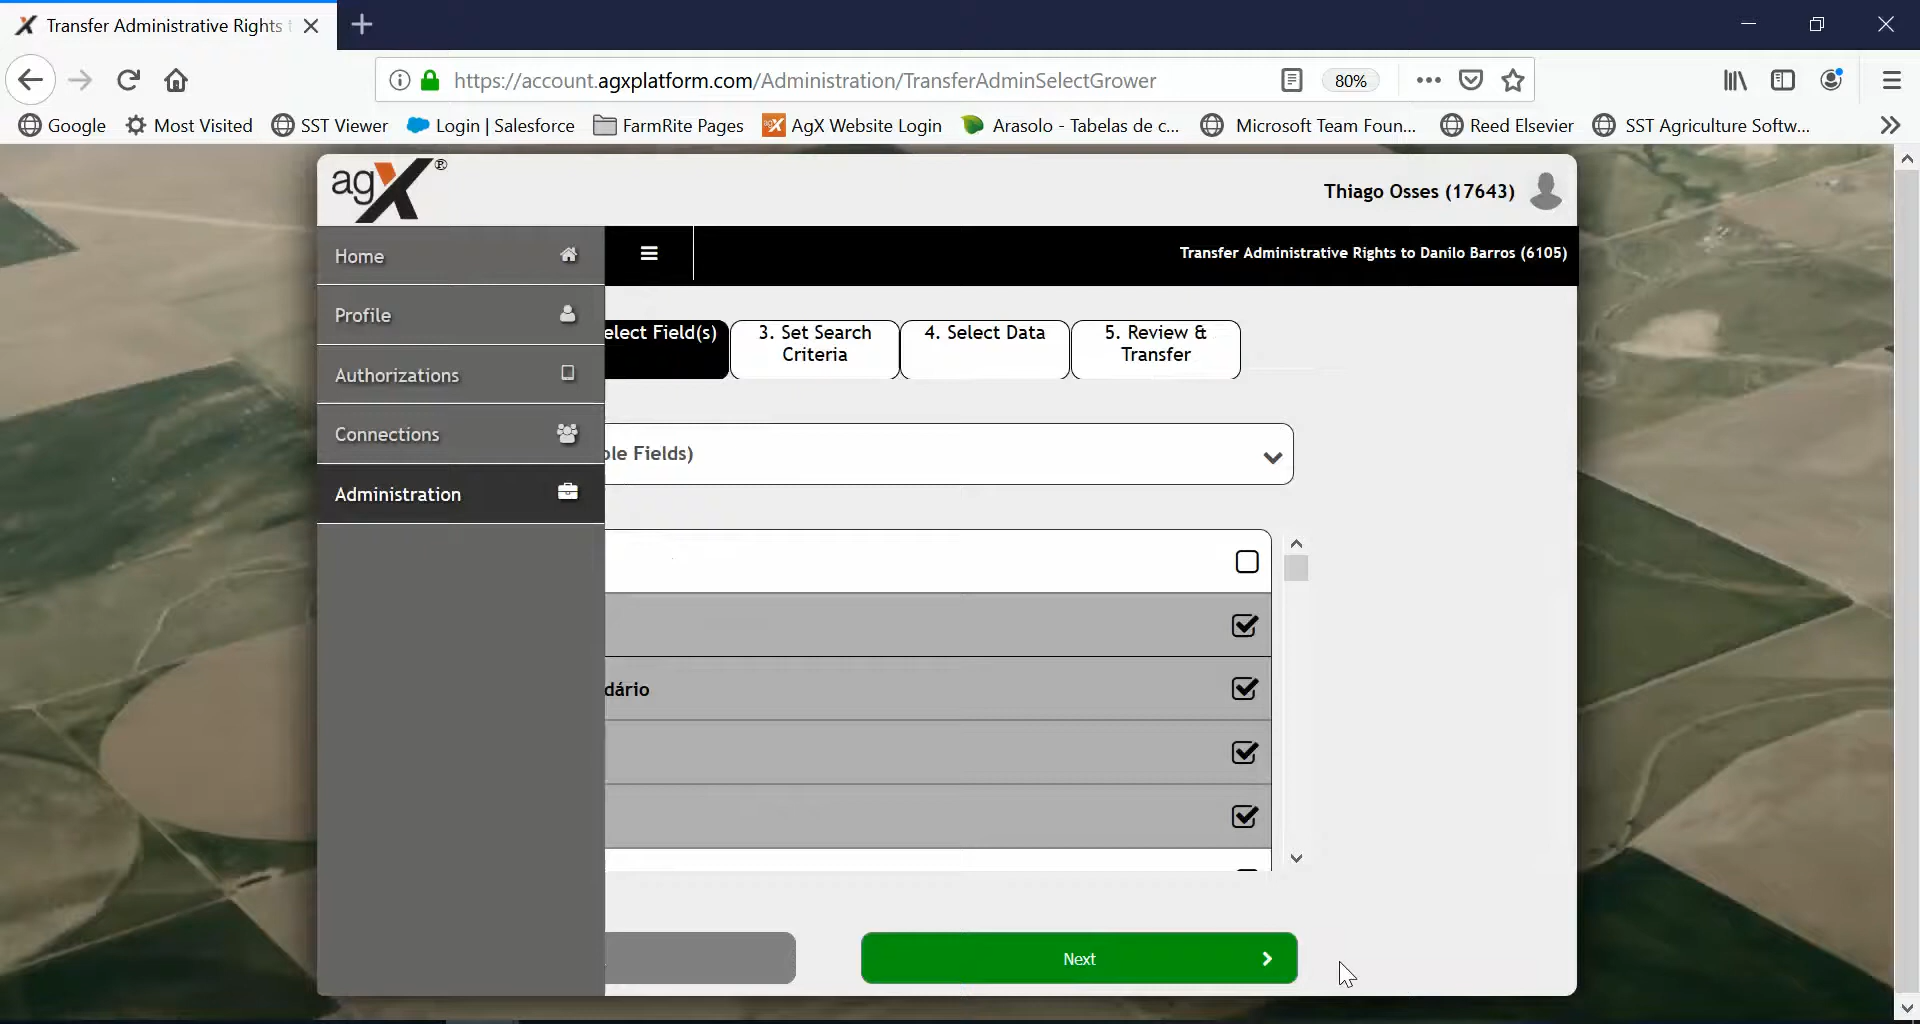 Transfer Administrative Rights
https://account.agxplatform.com/Administration/TransferAdminSelectGrower
80%
Google
Most Visited
SST Viewer
Login | Salesforce
FarmRite Pages
AgX Website Login
Arasolo - Tabelas de c...
Microsoft Team Foun...
Reed Elsevier
SST Agriculture Softw...
agX®
Thiago Osses (17643)
Home
Transfer Administrative Rights to Danilo Barros (6105)
Profile
elect Field(s)
3. Set Search
Criteria
4. Select Data
5. Review &
Transfer
Authorizations
Connections
ble Fields)
Administration
dário
Next